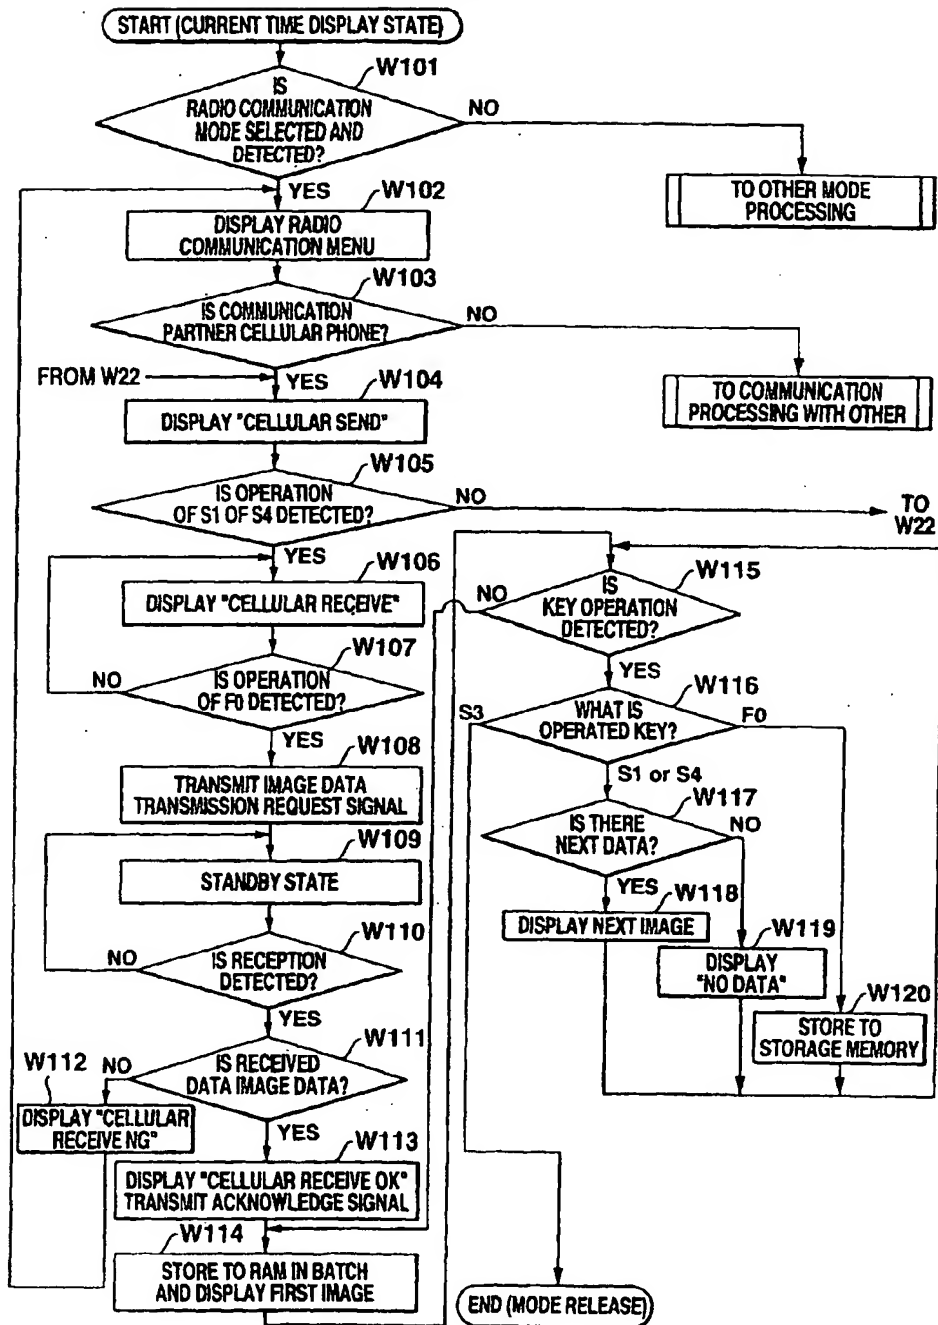 START (CURRENT TIME DISPLAY STATE)
W101
IS
RADIO COMMUNICATION
MODE SELECTED AND
DETECTED?
NO
YES
TO OTHER MODE
PROCESSING
W102
DISPLAY RADIO
COMMUNICATION MENU
W103
IS COMMUNICATION
PARTNER CELLULAR PHONE?
NO
FROM W22
YES
TO COMMUNICATION
PROCESSING WITH OTHER
W104
DISPLAY "CELLULAR SEND"
W105
IS OPERATION
OF S1 OF S4 DETECTED?
NO
TO
W22
YES
W106
DISPLAY "CELLULAR RECEIVE"
W107
IS OPERATION
OF F0 DETECTED?
NO
YES
W108
TRANSMIT IMAGE DATA
TRANSMISSION REQUEST SIGNAL
W109
STANDBY STATE
W110
IS RECEPTION
DETECTED?
NO
YES
W111
IS RECEIVED
DATA IMAGE DATA?
NO
W112
DISPLAY "CELLULAR
RECEIVE NG"
YES
W113
DISPLAY "CELLULAR RECEIVE OK"
TRANSMIT ACKNOWLEDGE SIGNAL
W114
STORE TO RAM IN BATCH
AND DISPLAY FIRST IMAGE
W115
IS
KEY OPERATION
DETECTED?
NO
YES
W116
WHAT IS
OPERATED KEY?
S3
F0
S1 or S4
W117
IS THERE
NEXT DATA?
NO
YES
W118
DISPLAY NEXT IMAGE
W119
DISPLAY
"NO DATA"
W120
STORE TO
STORAGE MEMORY
END (MODE RELEASE)